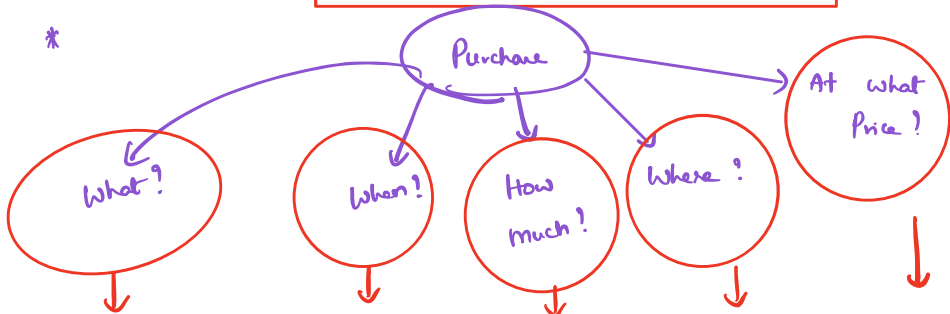 *
Purchase
What?
When?
How
much?
Where?
At what
Price?